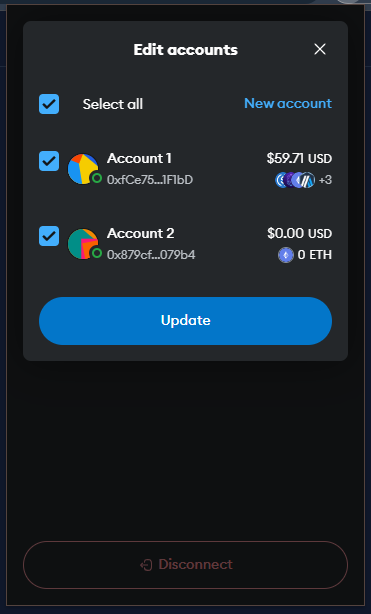 Edit accounts
Select all
New account
Account 1
$59.71 USD
0xfCe75...1F1bD
+3
Account 2
$0.00 USD
0x879cf...079b4
0 ETH
Update
Disconnect